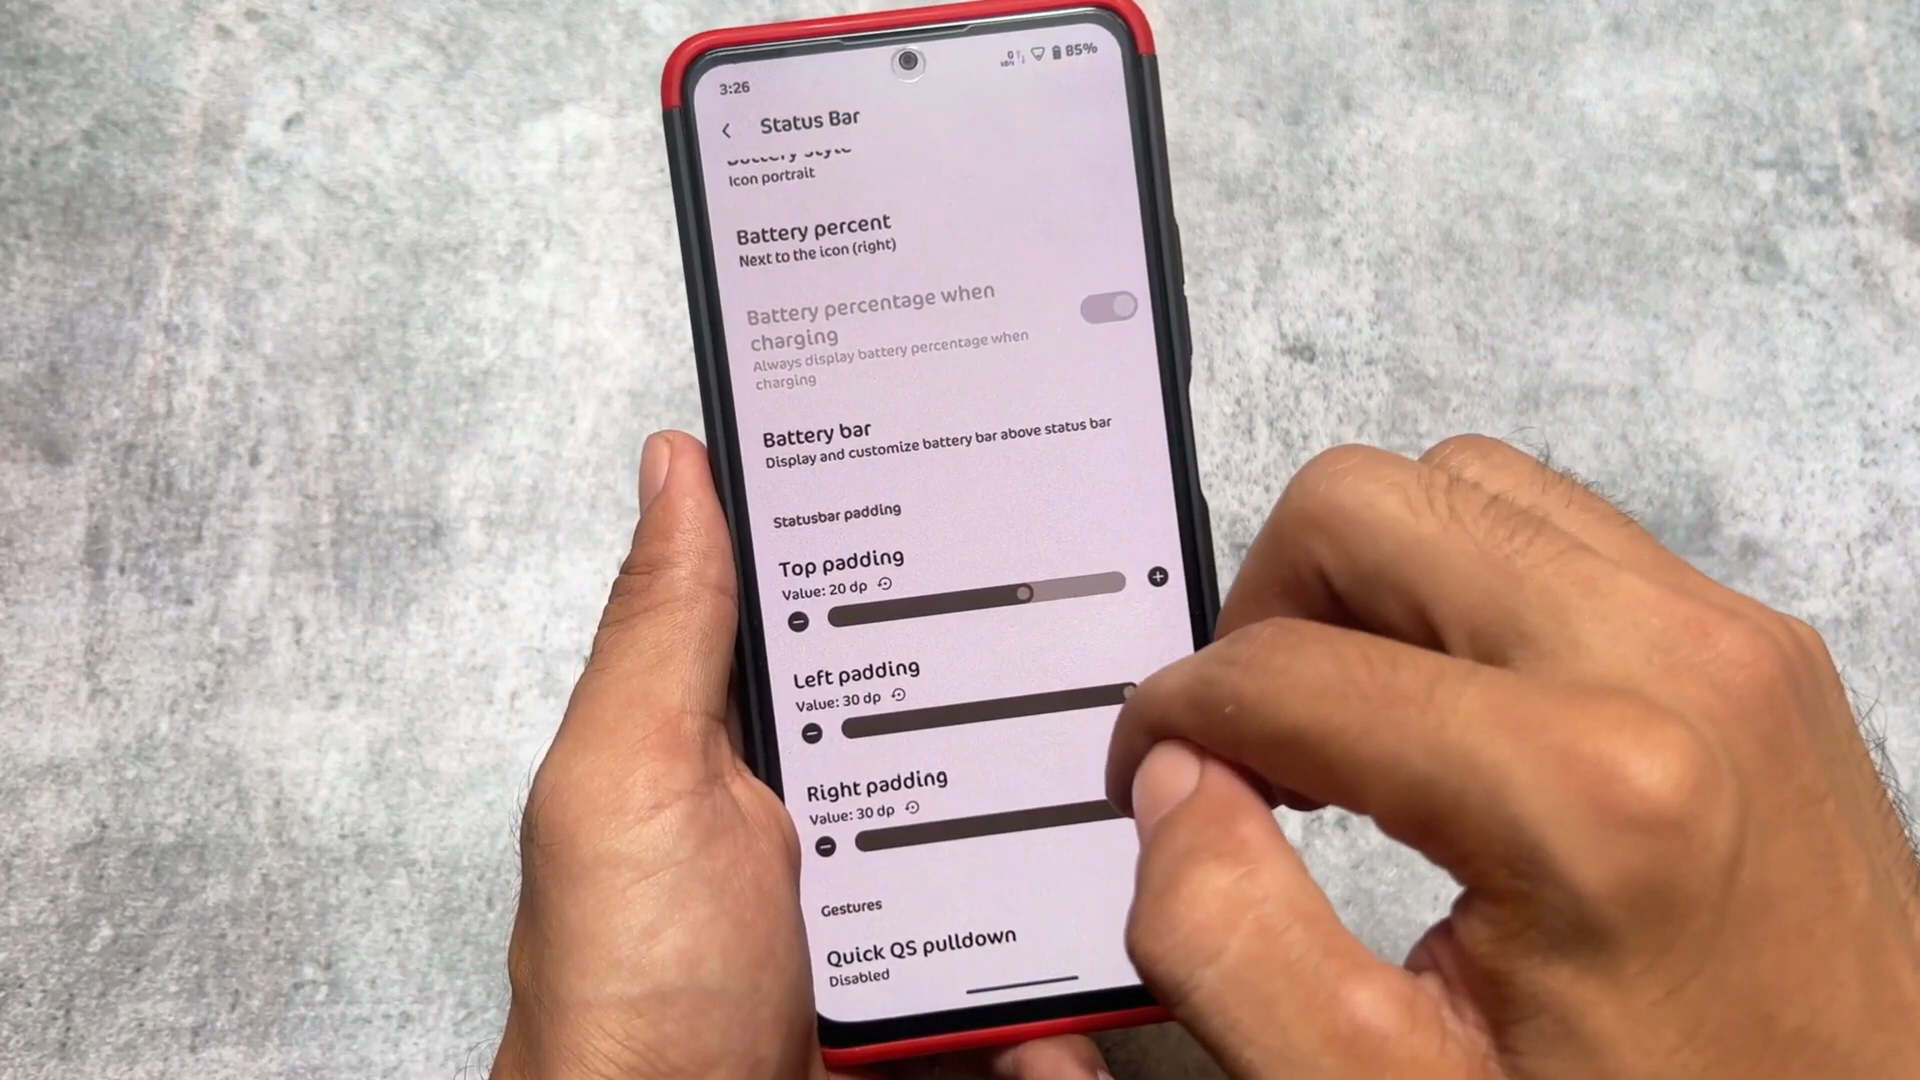 3:26
85%
Status Bar
Icon portrait
Battery percent
Next to the icon (right)
Battery percentage when
charging
Always display battery percentage when
charging
Battery bar
Display and customize battery bar above status bar
Statusbar padding
Top padding
Value: 20 dp
Left padding
Value: 30 dp
Right padding
Value: 30 dp
Gestures
Quick QS pulldown
Disabled